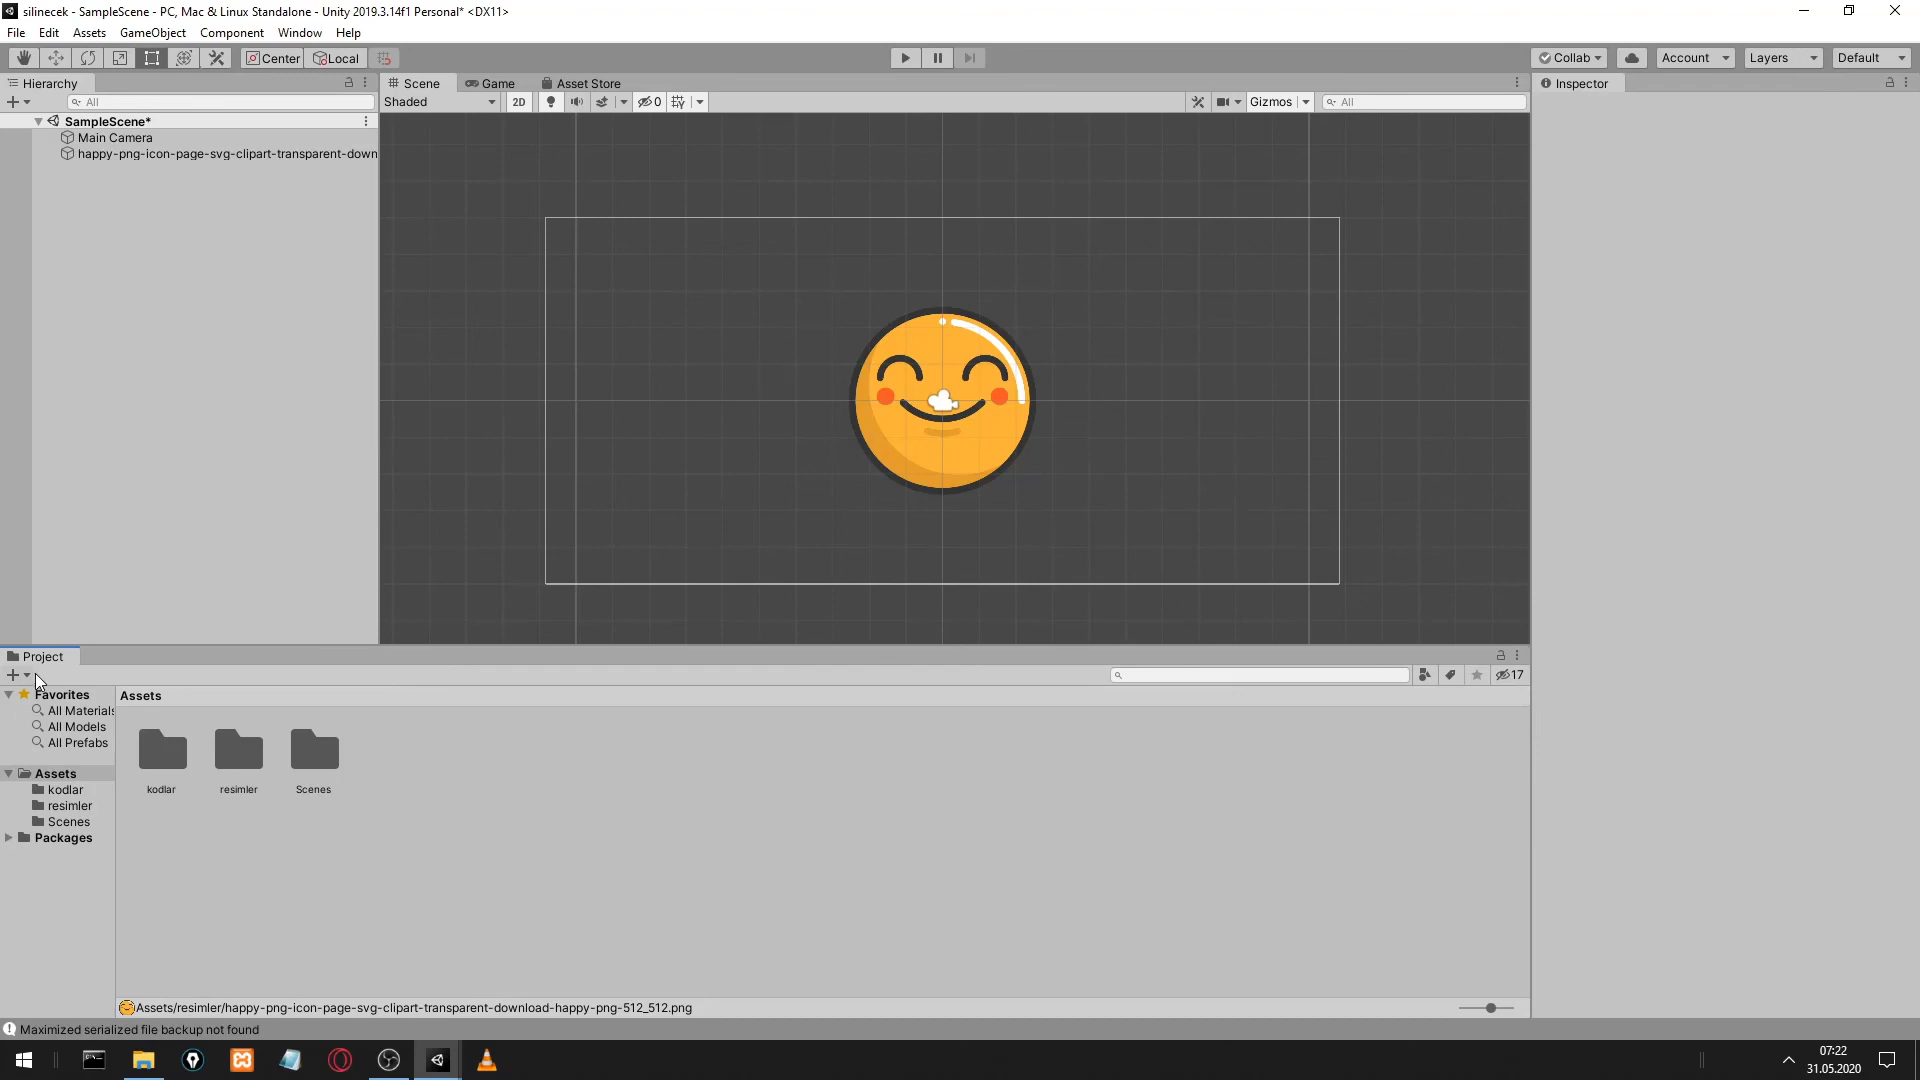 silinecek - SampleScene - PC, Mac & Linux Standalone - Unity 2019.3.14f1 Personal* <DX11>
File Edit Assets GameObject Component Window Help
Center Local Collab Account Layers Default
Hierarchy Scene Game Asset Store Inspector
All Shaded 2D 0 Gizmos All
SampleScene*
Main Camera
happy-png-icon-page-svg-clipart-transparent-down
Project
17
Favorites Assets
All Materials
All Models
All Prefabs
Assets
kodlar
resimler
Scenes
Packages
kodlar resimler Scenes
Assets/resimler/happy-png-icon-page-svg-clipart-transparent-download-happy-png-512_512.png
Maximized serialized file backup not found
07:22
31.05.2020